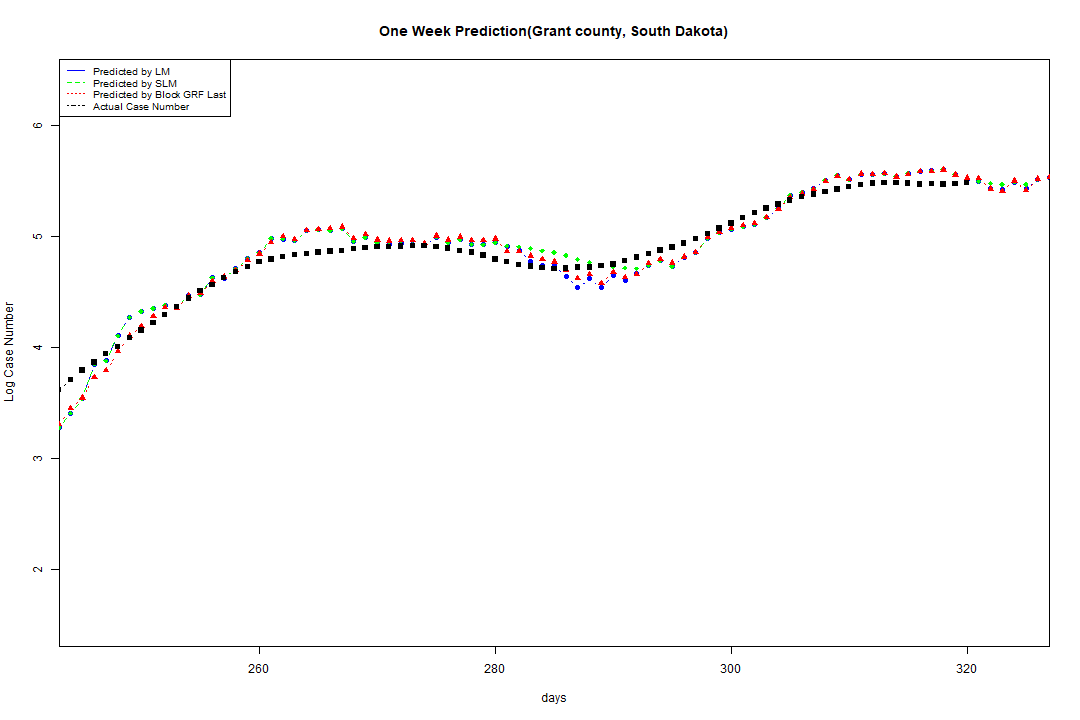 One Week Prediction(Grant county, South Dakota)
Predicted by LM
Predicted by SLM
Predicted by Block GRF Last
Actual Case Number
6
5
4
3
2
Log Case Number
260 280 300 320
days